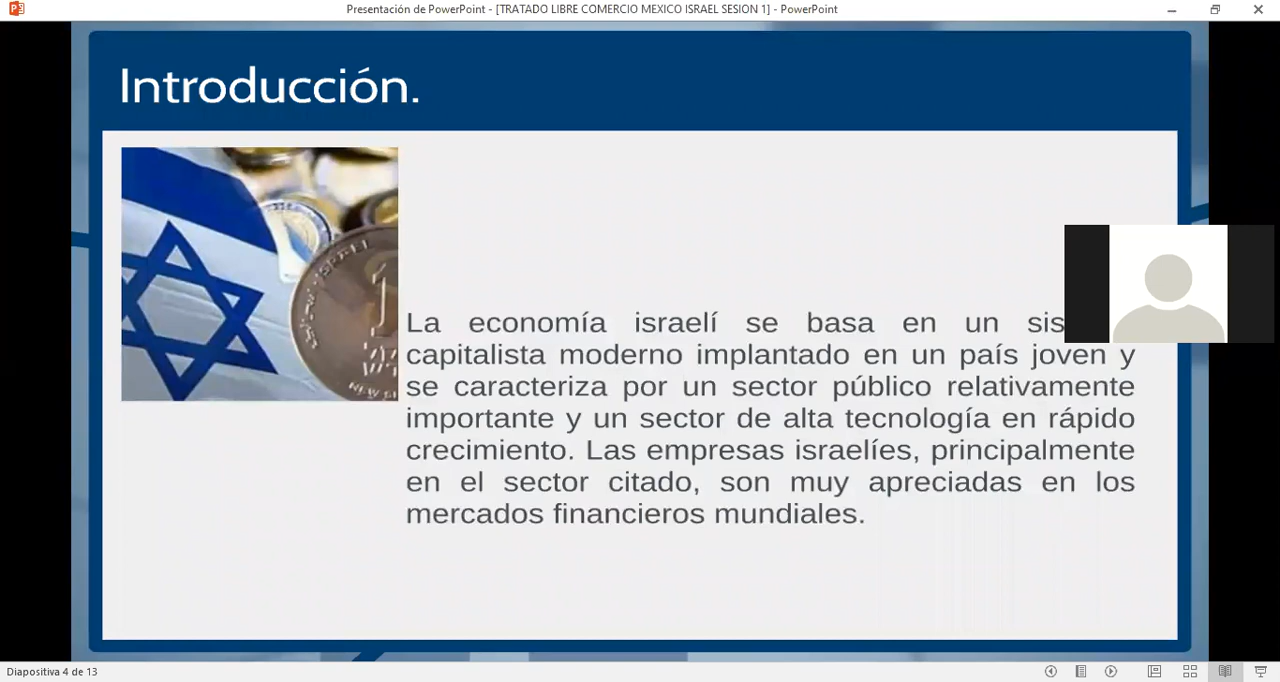 Presentación de PowerPoint - [TRATADO LIBRE COMERCIO MEXICO ISRAEL SESION 1] - PowerPoint
Introducción.
La economía israelí se basa en un
capitalista moderno implantado en un país joven y
se caracteriza por un sector público relativamente
importante y un sector de alta tecnología en rápido
crecimiento. Las empresas israelíes, principalmente
en el sector citado, son muy apreciadas en los
mercados financieros mundiales.
Diapositiva 4 de 13